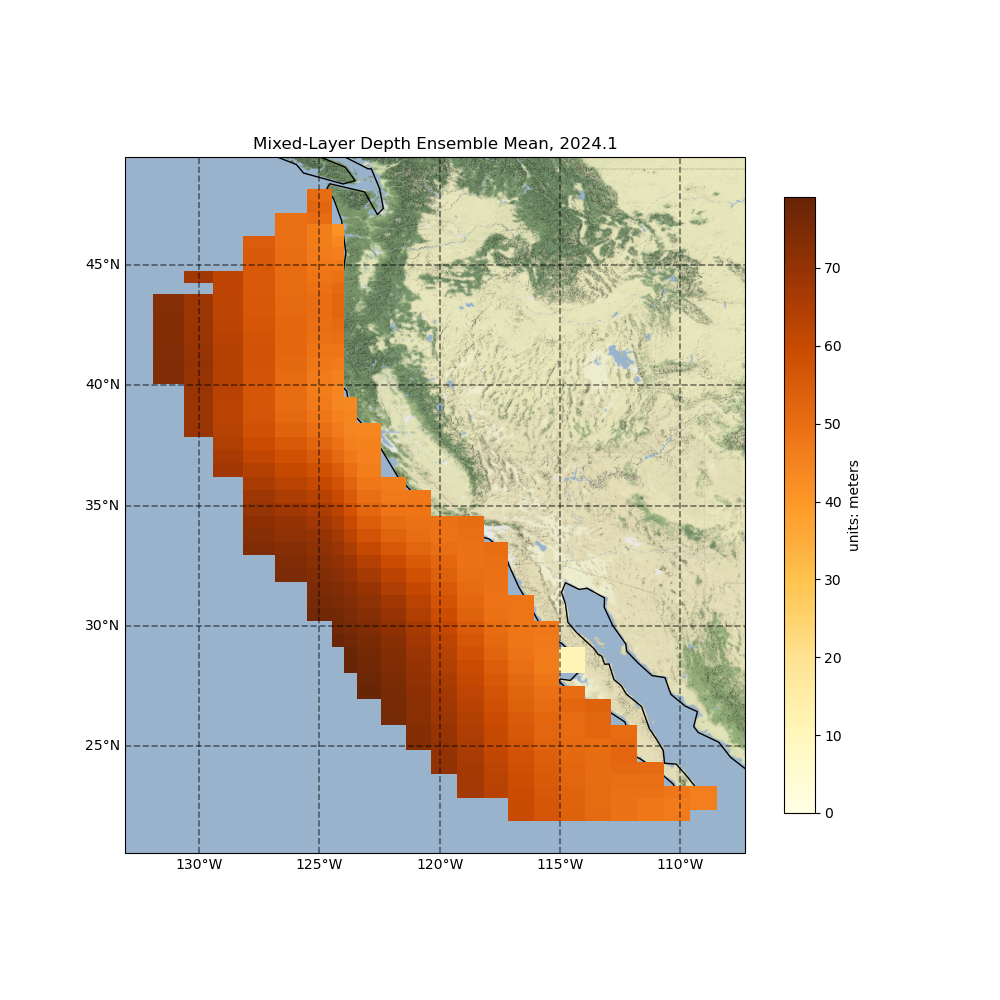 Mixed-Layer Depth Ensemble Mean, 2024.1
45°N
40°N
35°N
30°N
25°N
130°W
125°W
120°W
115°W
110°W
70
60
50
40
30
20
10
0
units: meters